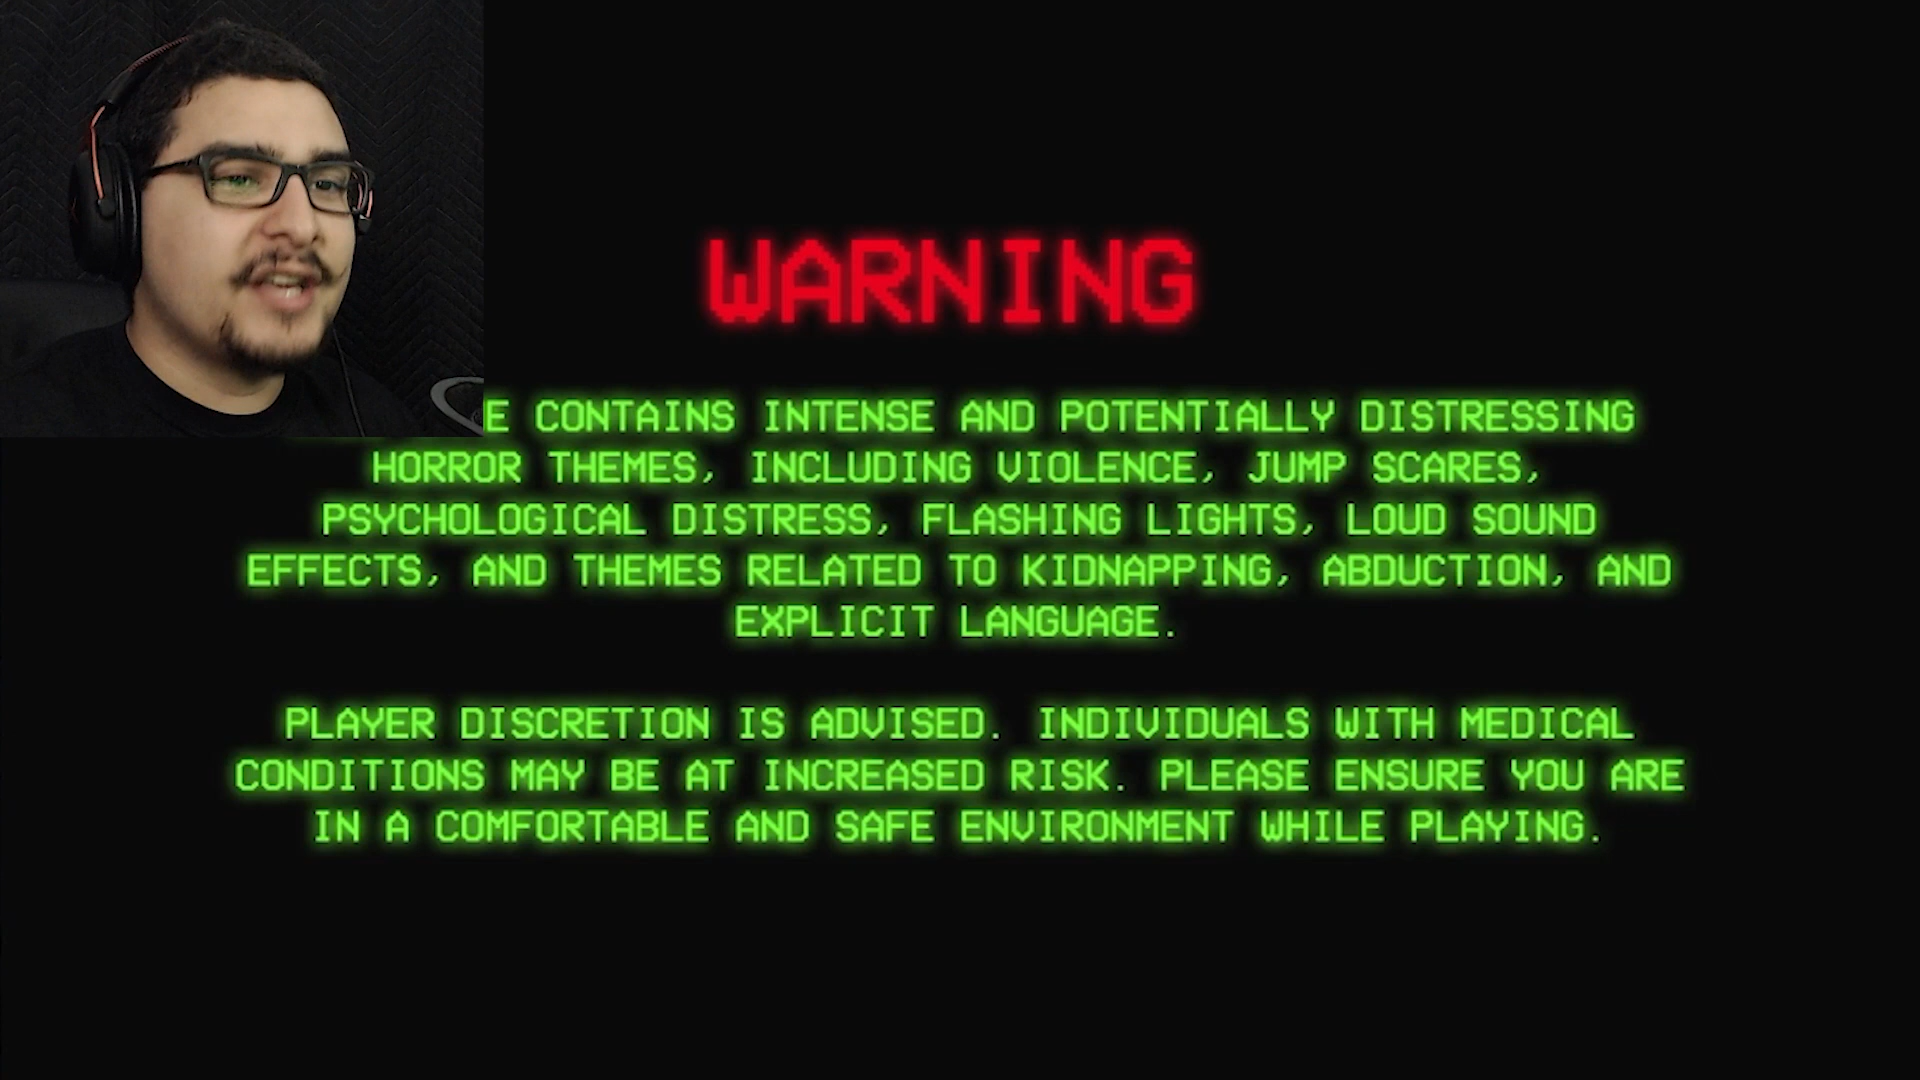 WARNING
CONTAINS INTENSE AND POTENTIALLY DISTRESSING
HORROR THEMES, INCLUDING VIOLENCE, JUMP SCARES,
PSYCHOLOGICAL DISTRESS, FLASHING LIGHTS, LOUD SOUND
EFFECTS, AND THEMES RELATED TO KIDNAPPING, ABDUCTION, AND
EXPLICIT LANGUAGE.
PLAYER DISCRETION IS ADVISED. INDIVIDUALS WITH MEDICAL
CONDITIONS MAY BE AT INCREASED RISK. PLEASE ENSURE YOU ARE
IN A COMFORTABLE AND SAFE ENVIRONMENT WHILE PLAYING.